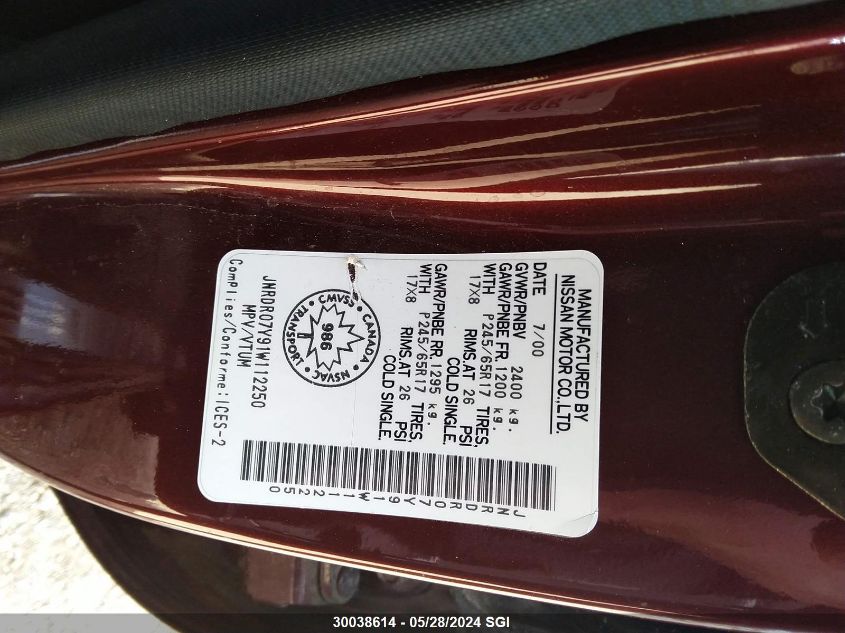 MANUFACTURED BY
NISSAN MOTOR CO.,LTD.
DATE 7/00
GVWR/PNBV 2400 kg.
GAWR/PNBE FR. 1200 kg.
WITH P245/65R17 TIRES,
17X8 RIMS.AT 26 PSI
COLD SINGLE.
GAWR/PNBE RR. 1295 kg.
WITH P245/65R17 TIRES,
17X8 RIMS.AT 26 PSI
COLD SINGLE.
CANADA
CMVSS
NSVAC
TRANSPORT
986
JNRDR07Y91W112250
MPV/VTUM
Complies/Conforme:ICES-2
JNRDR07Y91W112250
30038614 - 05/28/2024 SGI